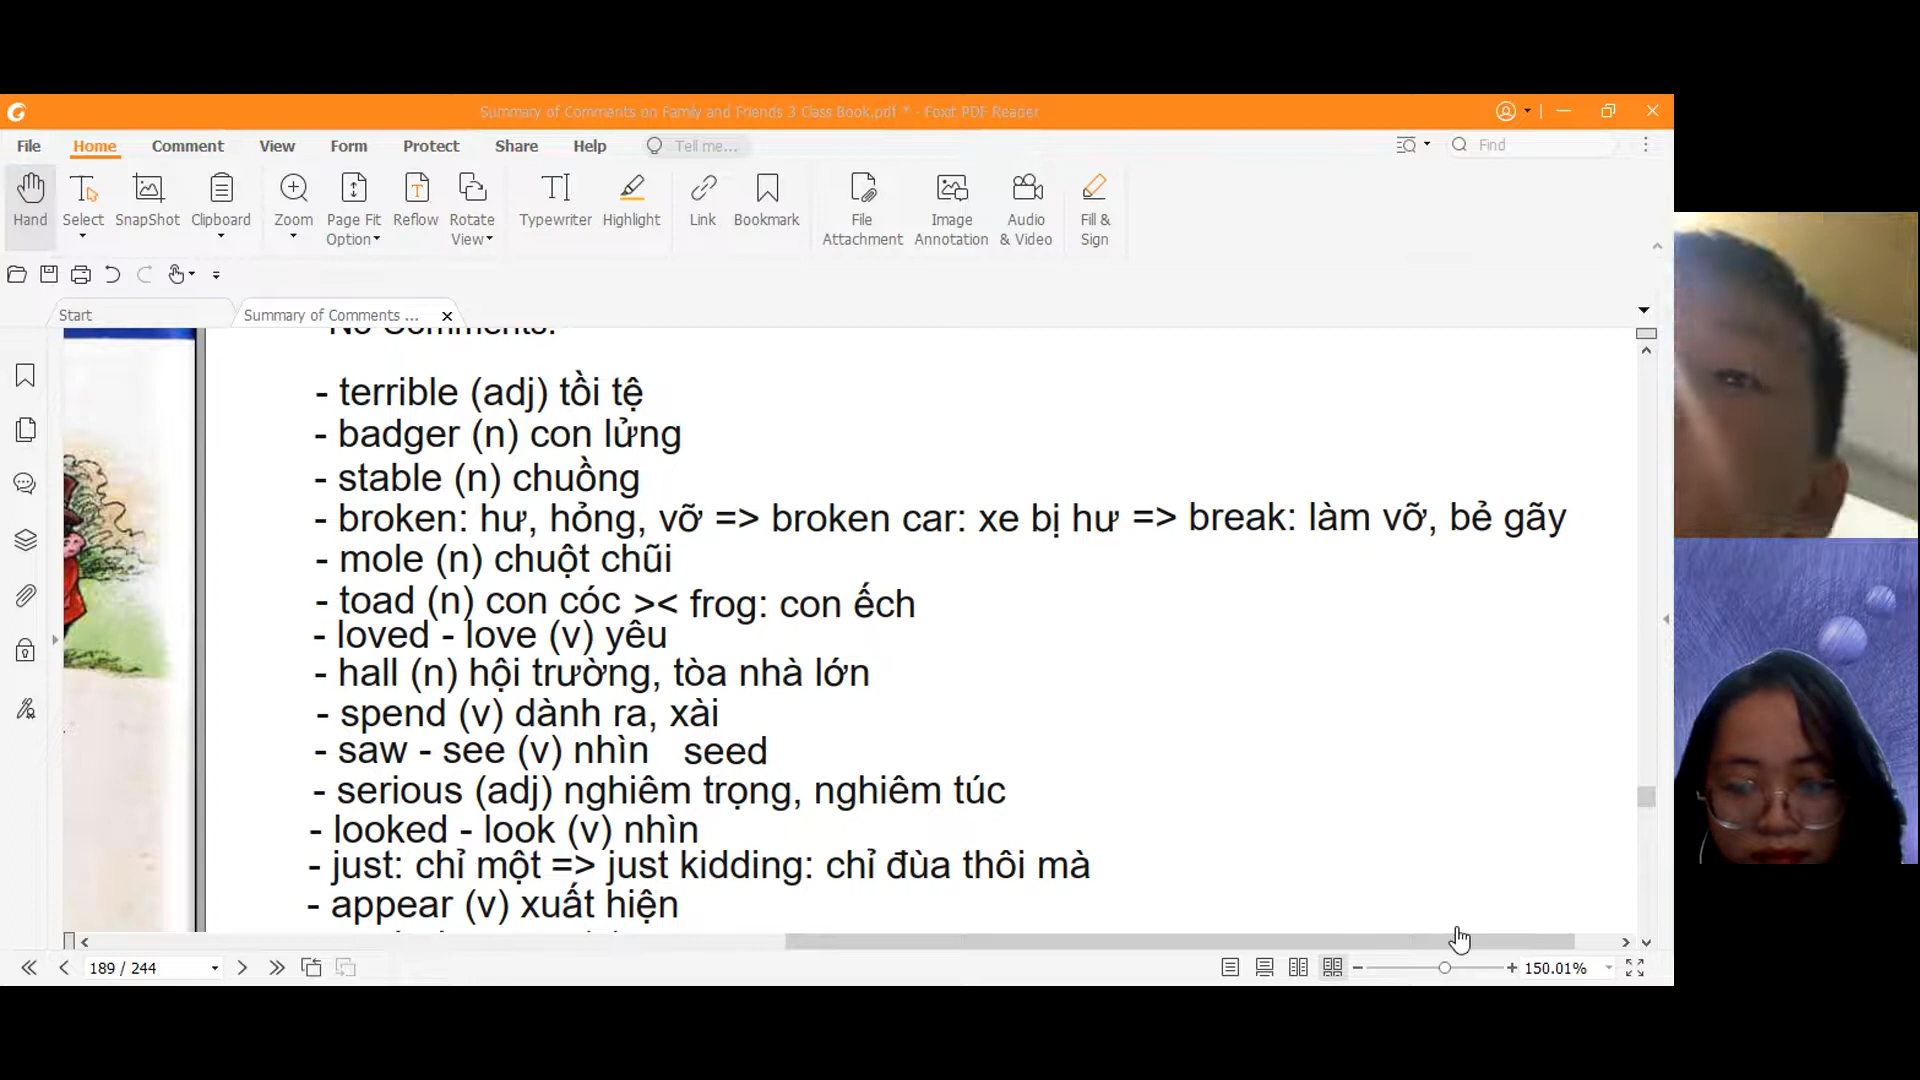 Summary of Comments on Family and Friends 3 Class Book.pdf * - Foxit PDF Reader
File Home Comment View Form Protect Share Help Tell me... Find
Hand Select SnapShot Clipboard Zoom Page Fit Option Reflow Rotate View Typewriter Highlight Link Bookmark File Attachment Image Annotation Audio & Video Fill & Sign
Start Summary of Comments ...
No Comments.
- terrible (adj) tồi tệ
- badger (n) con lửng
- stable (n) chuồng
- broken: hư, hỏng, vỡ => broken car: xe bị hư => break: làm vỡ, bẻ gãy
- mole (n) chuột chũi
- toad (n) con cóc >< frog: con ếch
- loved - love (v) yêu
- hall (n) hội trường, tòa nhà lớn
- spend (v) dành ra, xài
- saw - see (v) nhìn seed
- serious (adj) nghiêm trọng, nghiêm túc
- looked - look (v) nhìn
- just: chỉ một => just kidding: chỉ đùa thôi mà
- appear (v) xuất hiện
189 / 244 150.01%